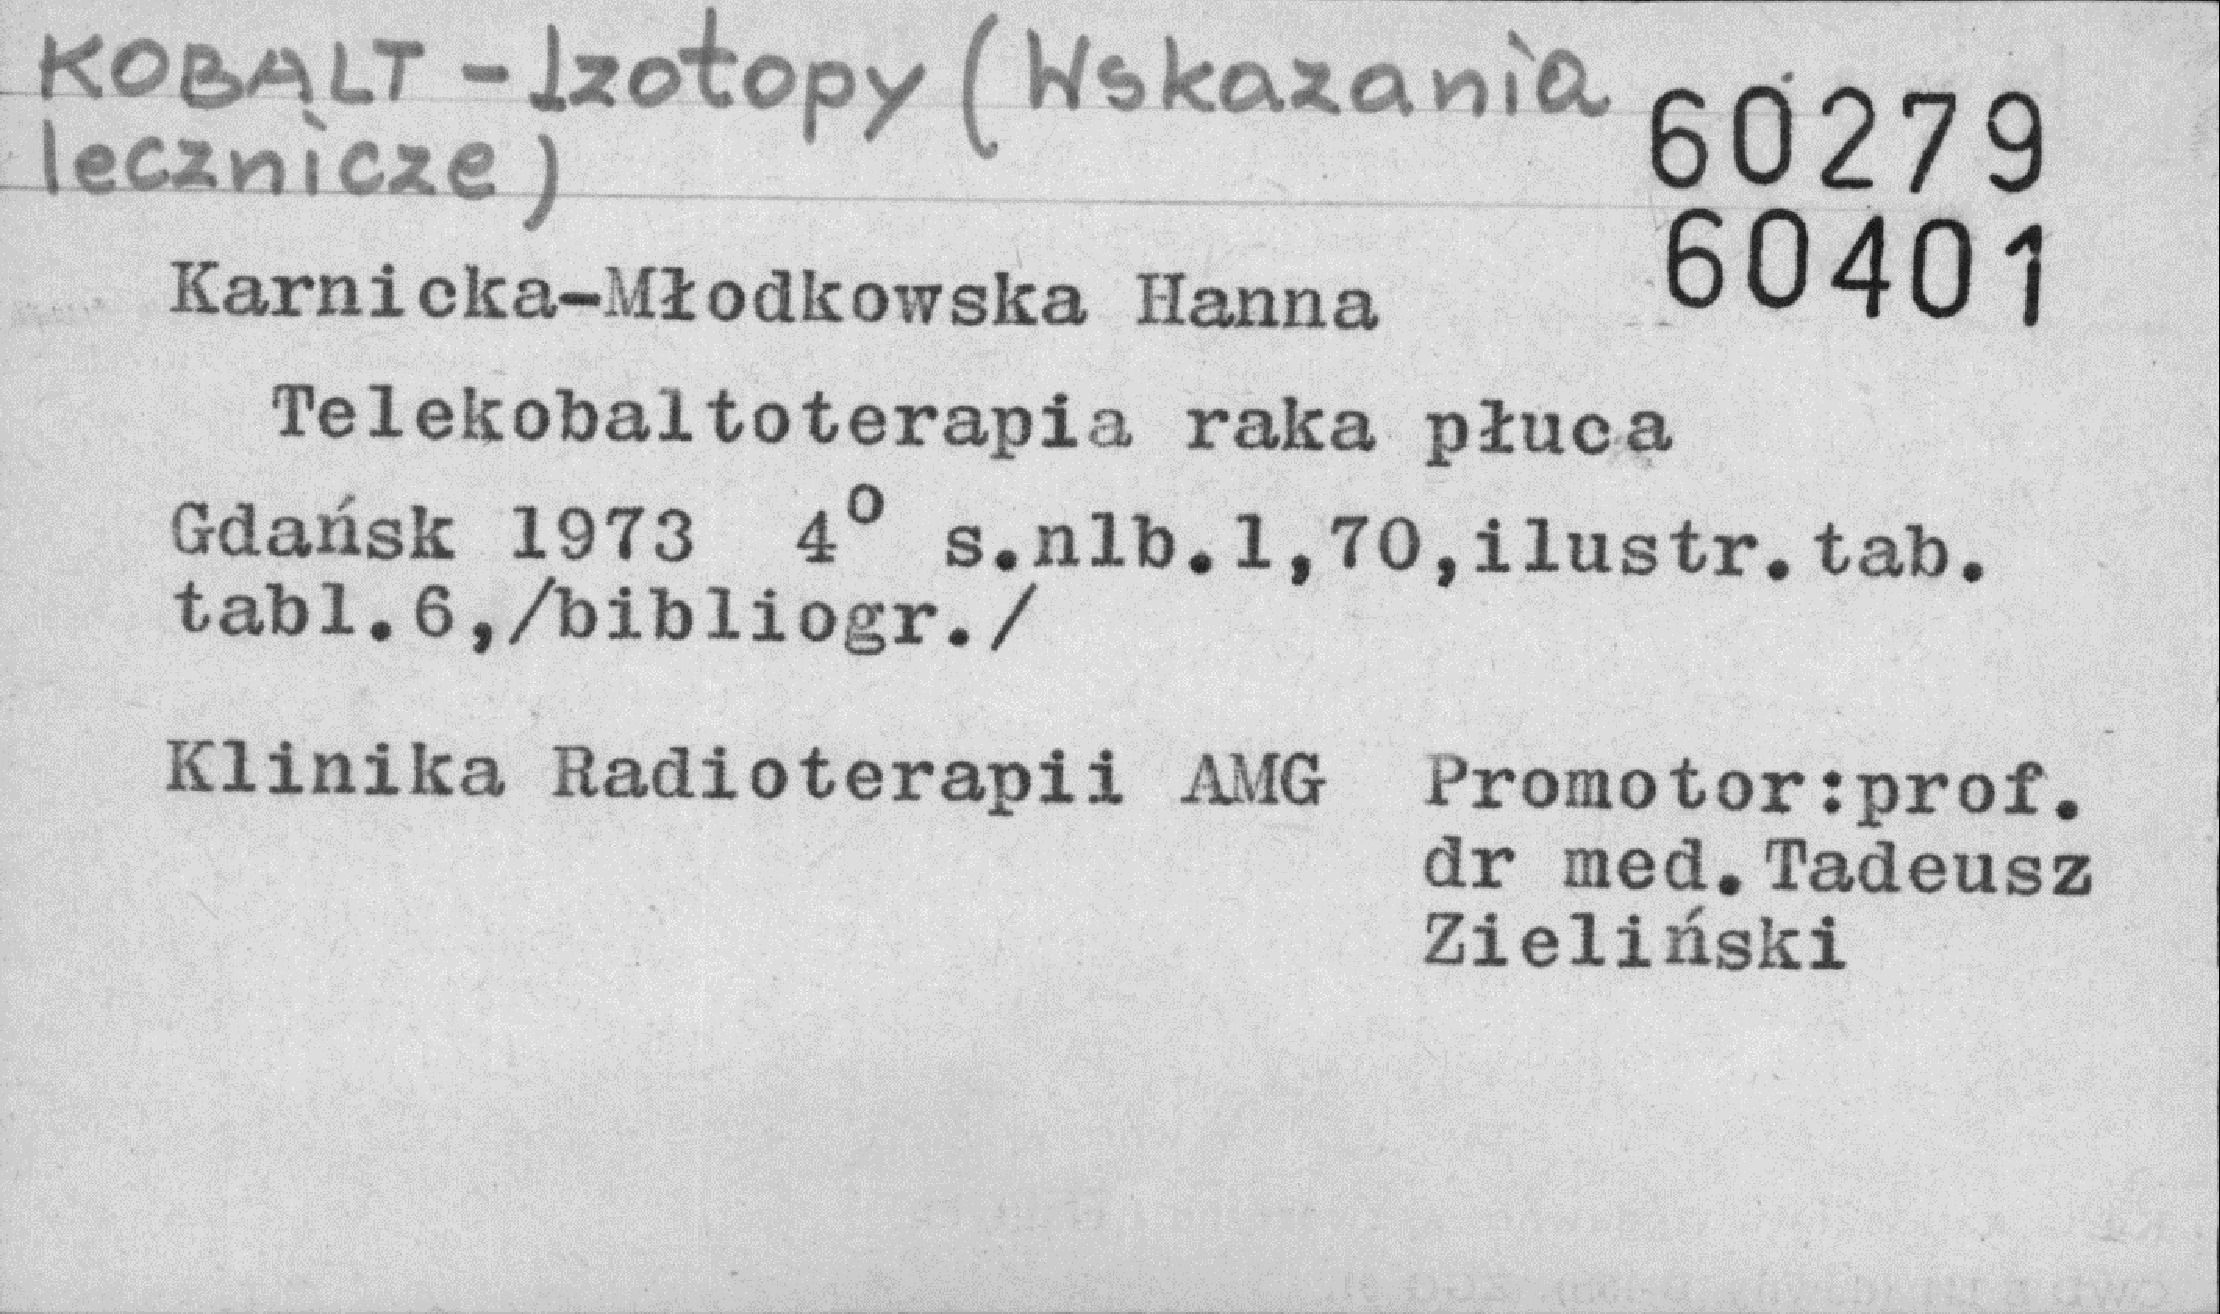 KOBALT - Izotopy (Wskazania
lecznicze)
60279
60401
Karnicka-Młodkowska Hanna
Telekobaltoterapia raka płuca
Gdańsk 1973 4° s.nlb.1,70,ilustr.tab.
tabl.6,/bibliogr./
Klinika Radioterapii AMG Promotor:prof.
dr med.Tadeusz
Zieliński